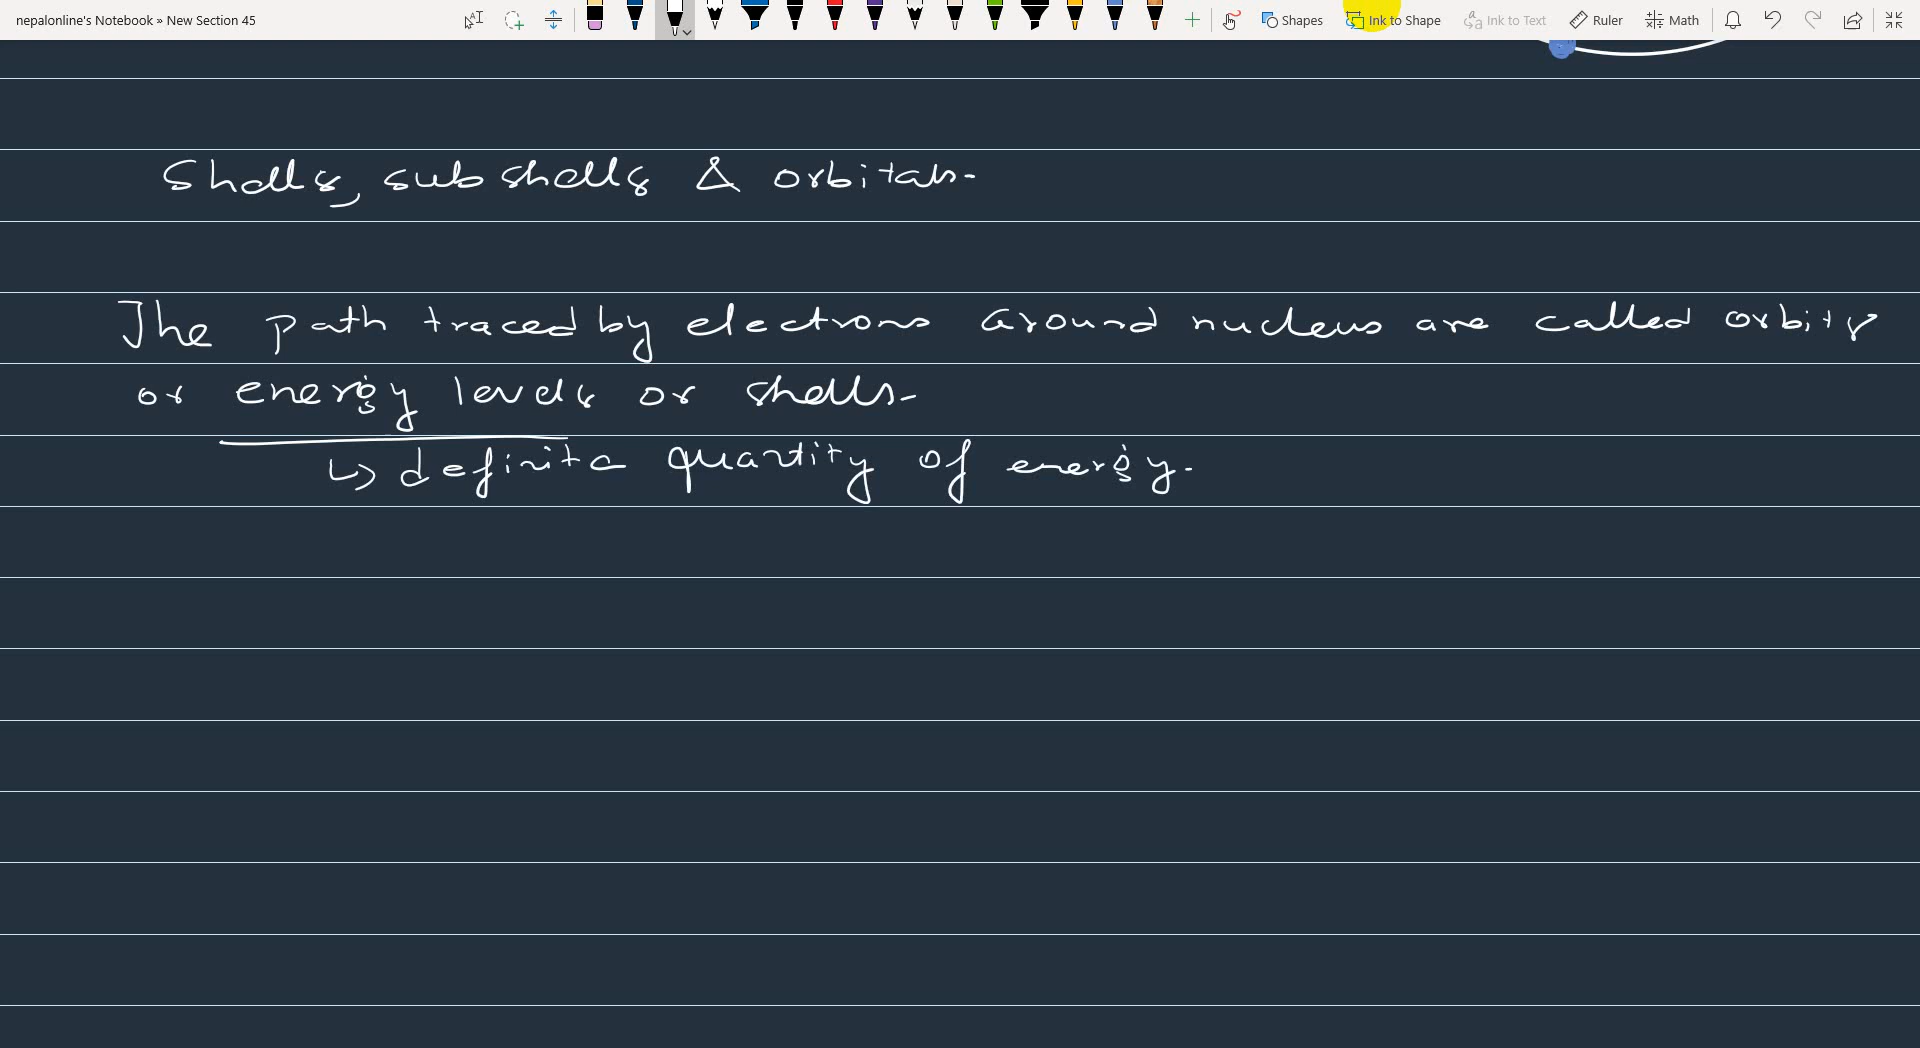 nepalonline's Notebook » New Section 45
Shapes Ink to Shape Ink to Text Ruler Math
Shells, subshells & orbitals.
The path traced by electrons around nucleus are called orbits
or energy levels or shells.
↳ definite quantity of energy.